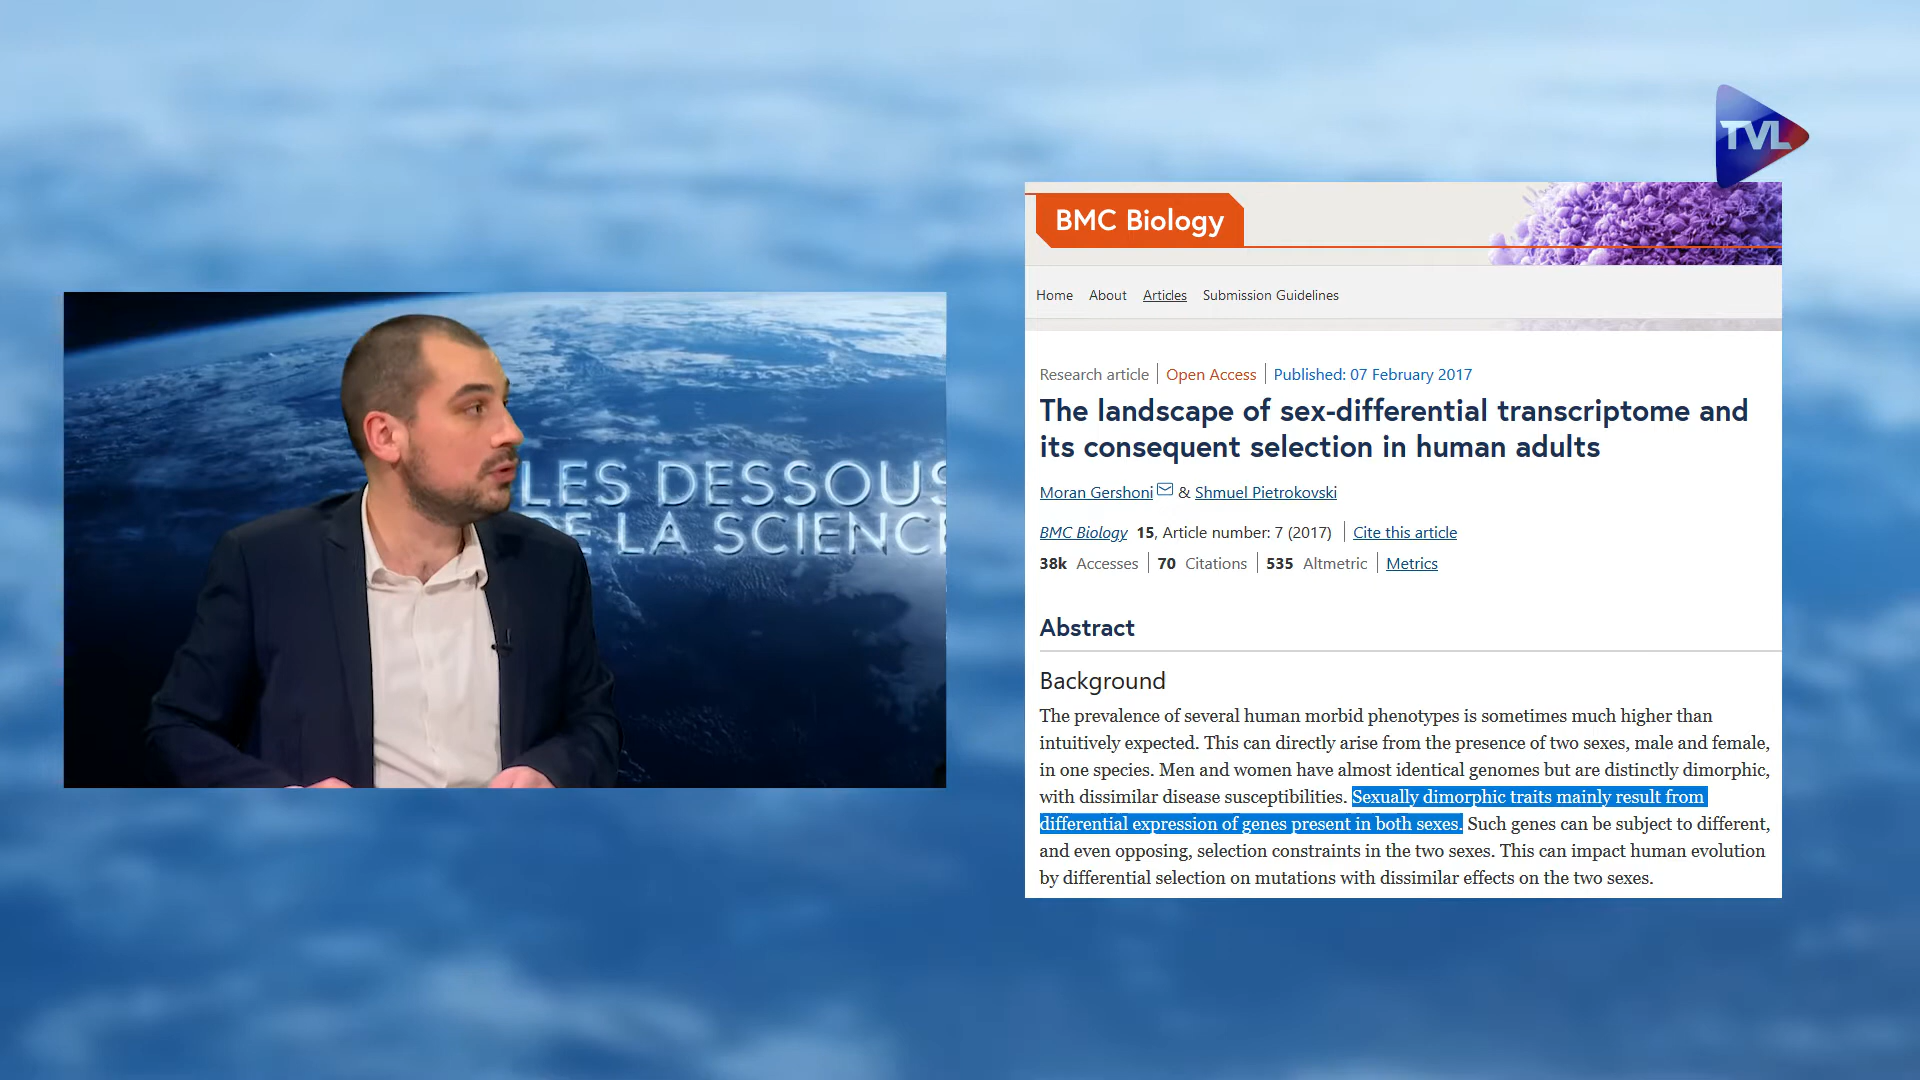 TVL
LES DESSOUS
DE LA SCIENC
BMC Biology
Home About Articles Submission Guidelines
Research article Open Access Published: 07 February 2017
The landscape of sex-differential transcriptome and
its consequent selection in human adults
Moran Gershoni & Shmuel Pietrokovski
BMC Biology 15, Article number: 7 (2017) Cite this article
38k Accesses 70 Citations 535 Altmetric Metrics
Abstract
Background
The prevalence of several human morbid phenotypes is sometimes much higher than
intuitively expected. This can directly arise from the presence of two sexes, male and female,
in one species. Men and women have almost identical genomes but are distinctly dimorphic,
with dissimilar disease susceptibilities. Sexually dimorphic traits mainly result from
differential expression of genes present in both sexes. Such genes can be subject to different,
and even opposing, selection constraints in the two sexes. This can impact human evolution
by differential selection on mutations with dissimilar effects on the two sexes.